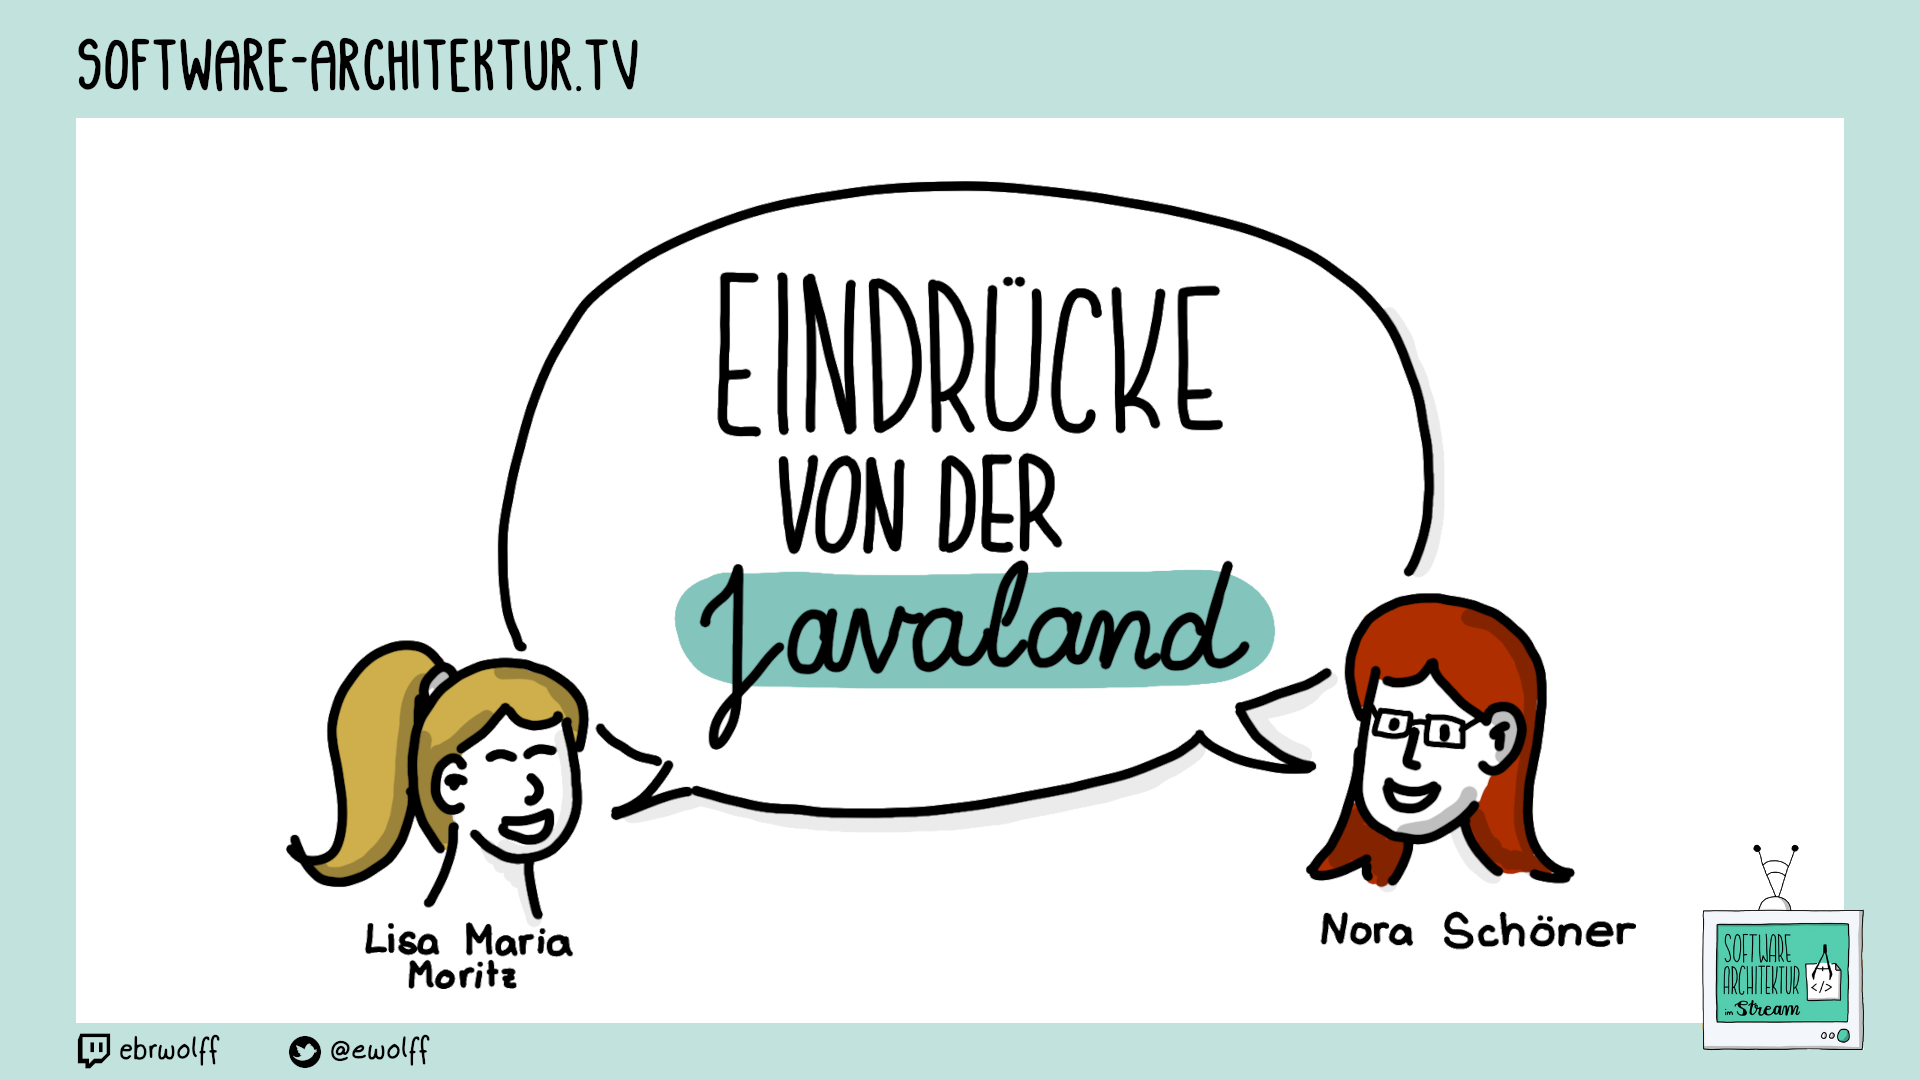 SOFTWARE-ARCHITEKTUR.TV
EINDRÜCKE
VON DER
Javaland
Lisa Maria
Moritz
Nora Schöner
SOFTWARE
ARCHITEKTUR
</>
im Stream
ebrwolff
@ewolff